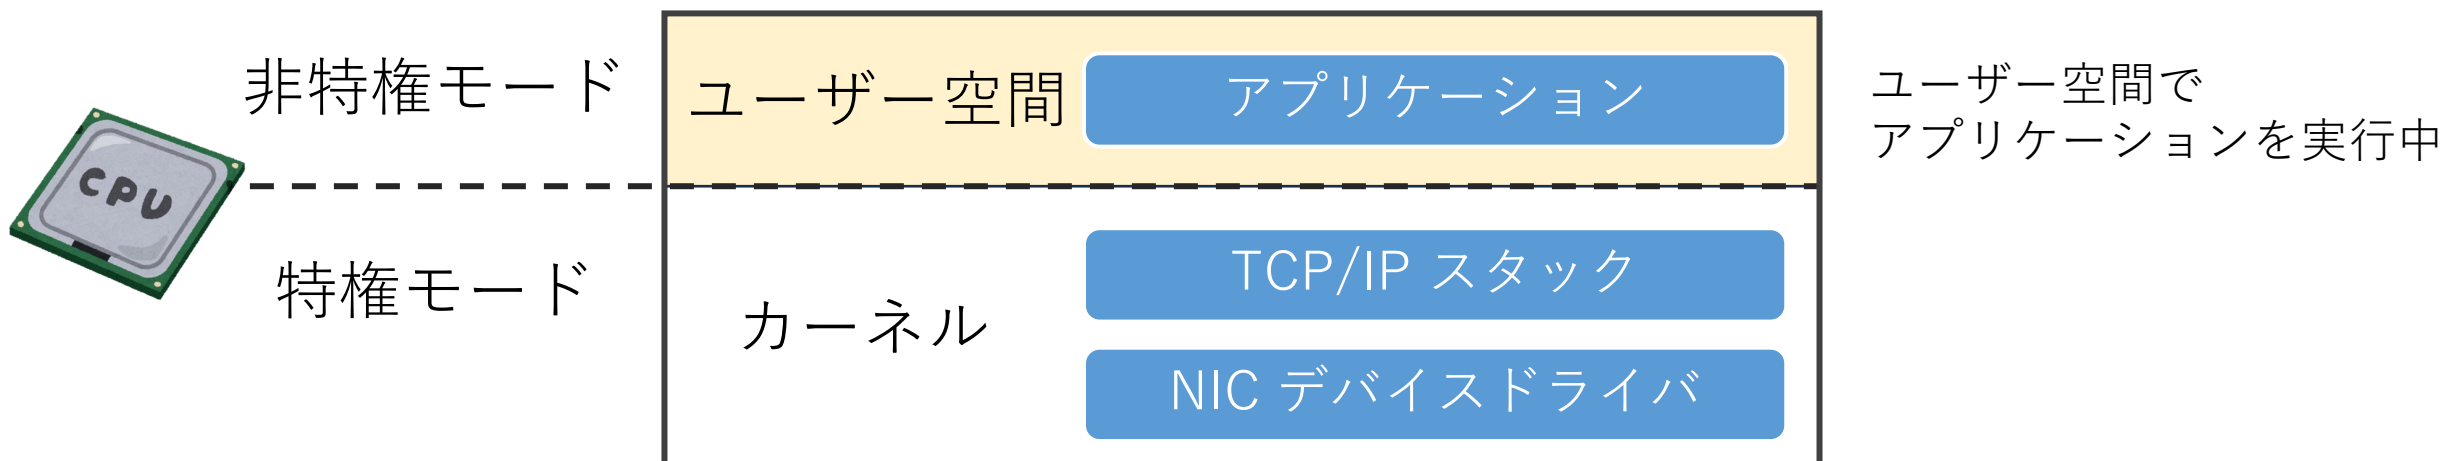 非特権モード
ユーザー空間
アプリケーション
ユーザー空間で
アプリケーションを実行中
CPU
特権モード
カーネル
TCP/IP スタック
NIC デバイスドライバ